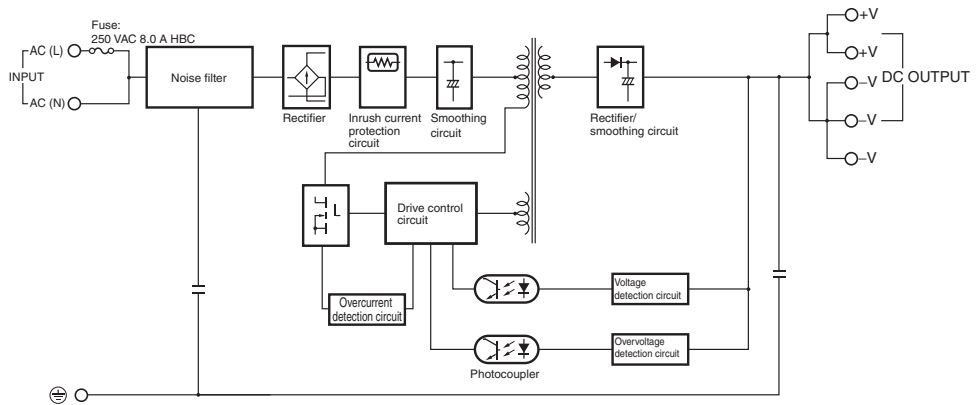 Fuse:
250 VAC 8.0 A HBC
AC (L)
INPUT
AC (N)
Noise filter
Rectifier
Inrush current
protection
circuit
Smoothing
circuit
Rectifier/
smoothing circuit
+V
+V
−V
DC OUTPUT
−V
−V
Drive control
circuit
Overcurrent
detection circuit
Voltage
detection circuit
Overvoltage
detection circuit
Photocoupler